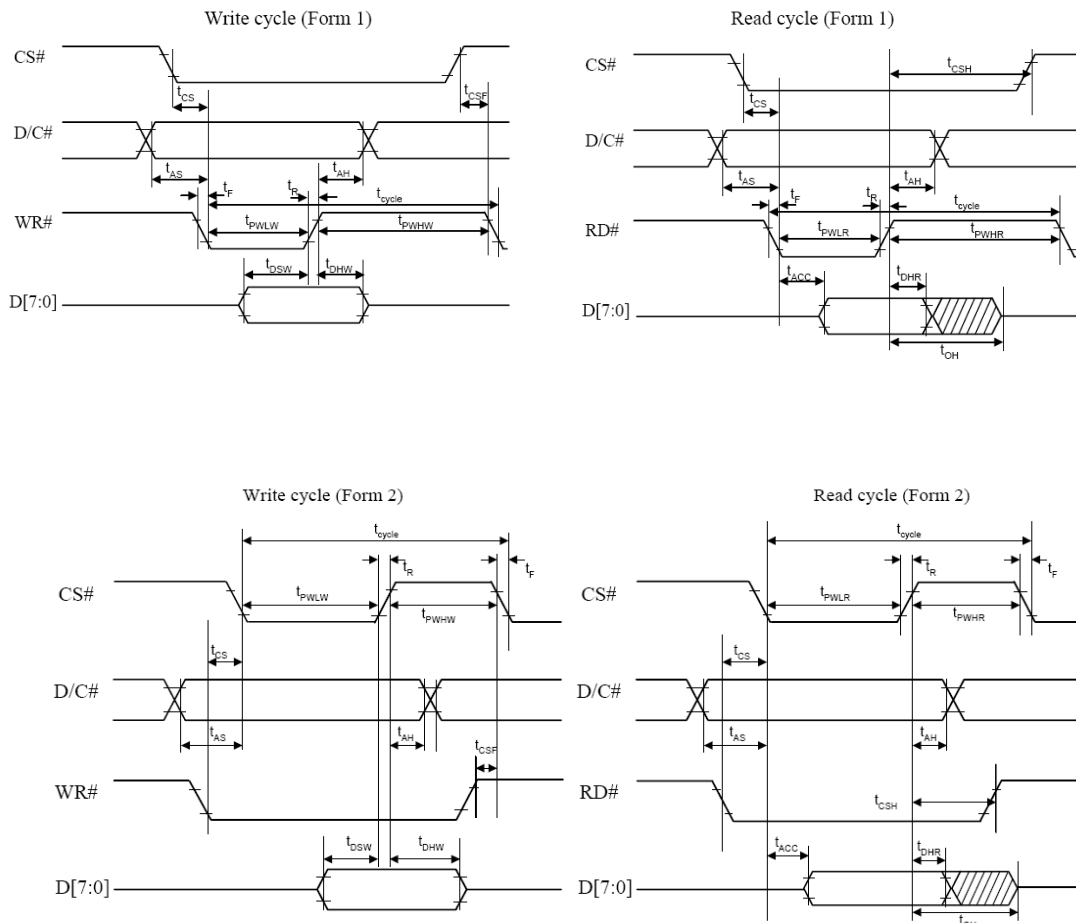 Write cycle (Form 1)
CS#
tCS
tCSF
D/C#
tAS
tAH
tF
tR
tcycle
WR#
tPWLW
tPWHW
tDSW
tDHW
D[7:0]
Read cycle (Form 1)
CS#
tCSH
tCS
D/C#
tAS
tAH
tF
tR
tcycle
RD#
tPWLR
tPWHR
tACC
tDHR
D[7:0]
tOH
Write cycle (Form 2)
tcycle
tR
tF
CS#
tPWLW
tPWHW
tCS
D/C#
tAS
tAH
tCSF
WR#
tDSW
tDHW
D[7:0]
Read cycle (Form 2)
tcycle
tR
tF
CS#
tPWLR
tPWHR
tCS
D/C#
tAS
tAH
RD#
tCSH
tACC
tDHR
D[7:0]